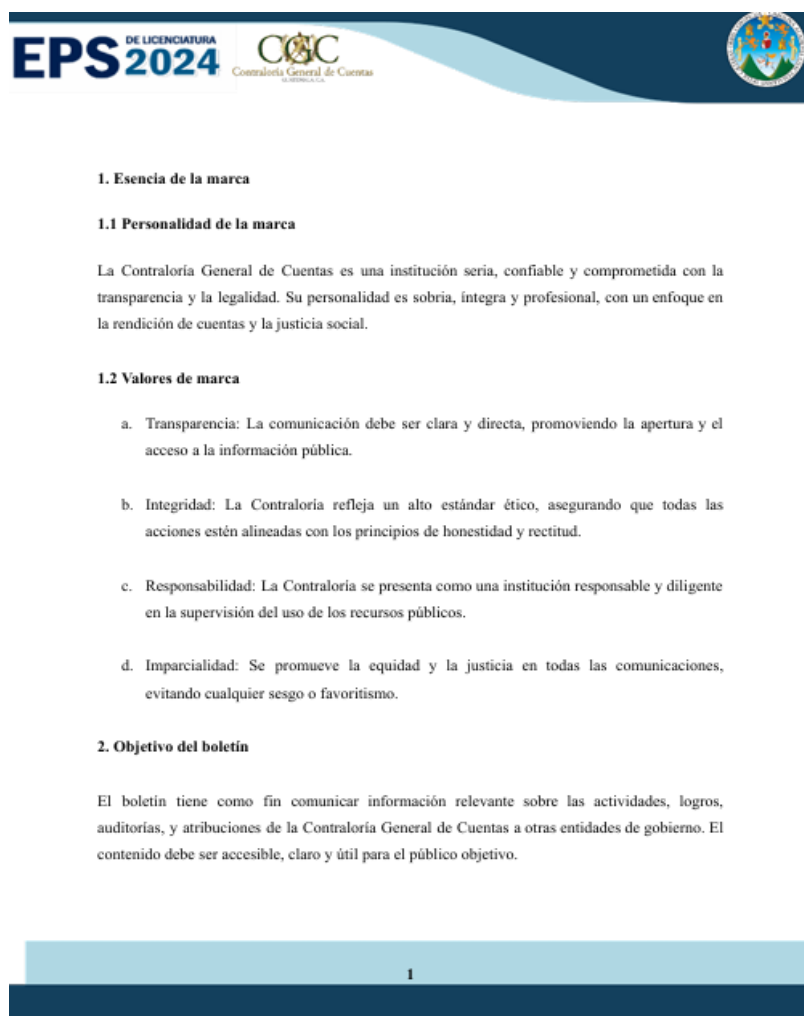 EPS DE LICENCIATURA
2024
CGC
Contraloría General de Cuentas
1. Esencia de la marca
1.1 Personalidad de la marca
La Contraloría General de Cuentas es una institución seria, confiable y comprometida con la
transparencia y la legalidad. Su personalidad es sobria, íntegra y profesional, con un enfoque en
la rendición de cuentas y la justicia social.
1.2 Valores de marca
a. Transparencia: La comunicación debe ser clara y directa, promoviendo la apertura y el
acceso a la información pública.
b. Integridad: La Contraloría refleja un alto estándar ético, asegurando que todas las
acciones estén alineadas con los principios de honestidad y rectitud.
c. Responsabilidad: La Contraloría se presenta como una institución responsable y diligente
en la supervisión del uso de los recursos públicos.
d. Imparcialidad: Se promueve la equidad y la justicia en todas las comunicaciones,
evitando cualquier sesgo o favoritismo.
2. Objetivo del boletín
El boletín tiene como fin comunicar información relevante sobre las actividades, logros,
auditorías, y atribuciones de la Contraloría General de Cuentas a otras entidades de gobierno. El
contenido debe ser accesible, claro y útil para el público objetivo.
1